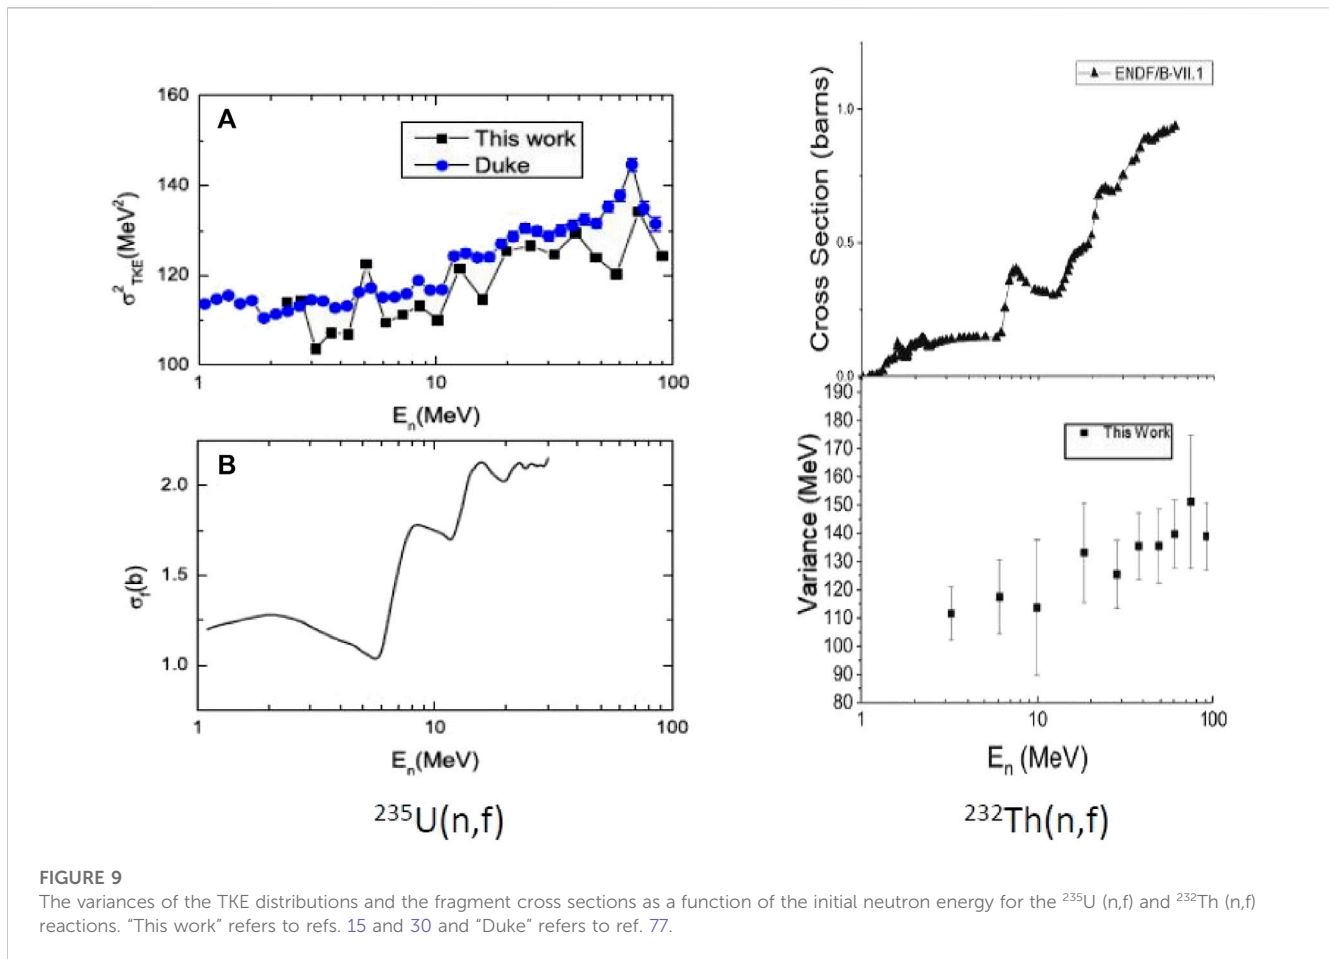 A
This work
Duke
160
140
120
100
σ²TKE(MeV²)
1
10
100
En(MeV)
B
2.0
1.5
1.0
σf(b)
1
10
100
En(MeV)
²³⁵U(n,f)
ENDF/B-VII.1
1.0
0.5
0.0
Cross Section (barns)
This Work
190
180
170
160
150
140
130
120
110
100
90
80
Variance (MeV)
1
10
100
En (MeV)
²³²Th(n,f)
FIGURE 9
The variances of the TKE distributions and the fragment cross sections as a function of the initial neutron energy for the ²³⁵U (n,f) and ²³²Th (n,f)
reactions. “This work” refers to refs. 15 and 30 and “Duke” refers to ref. 77.